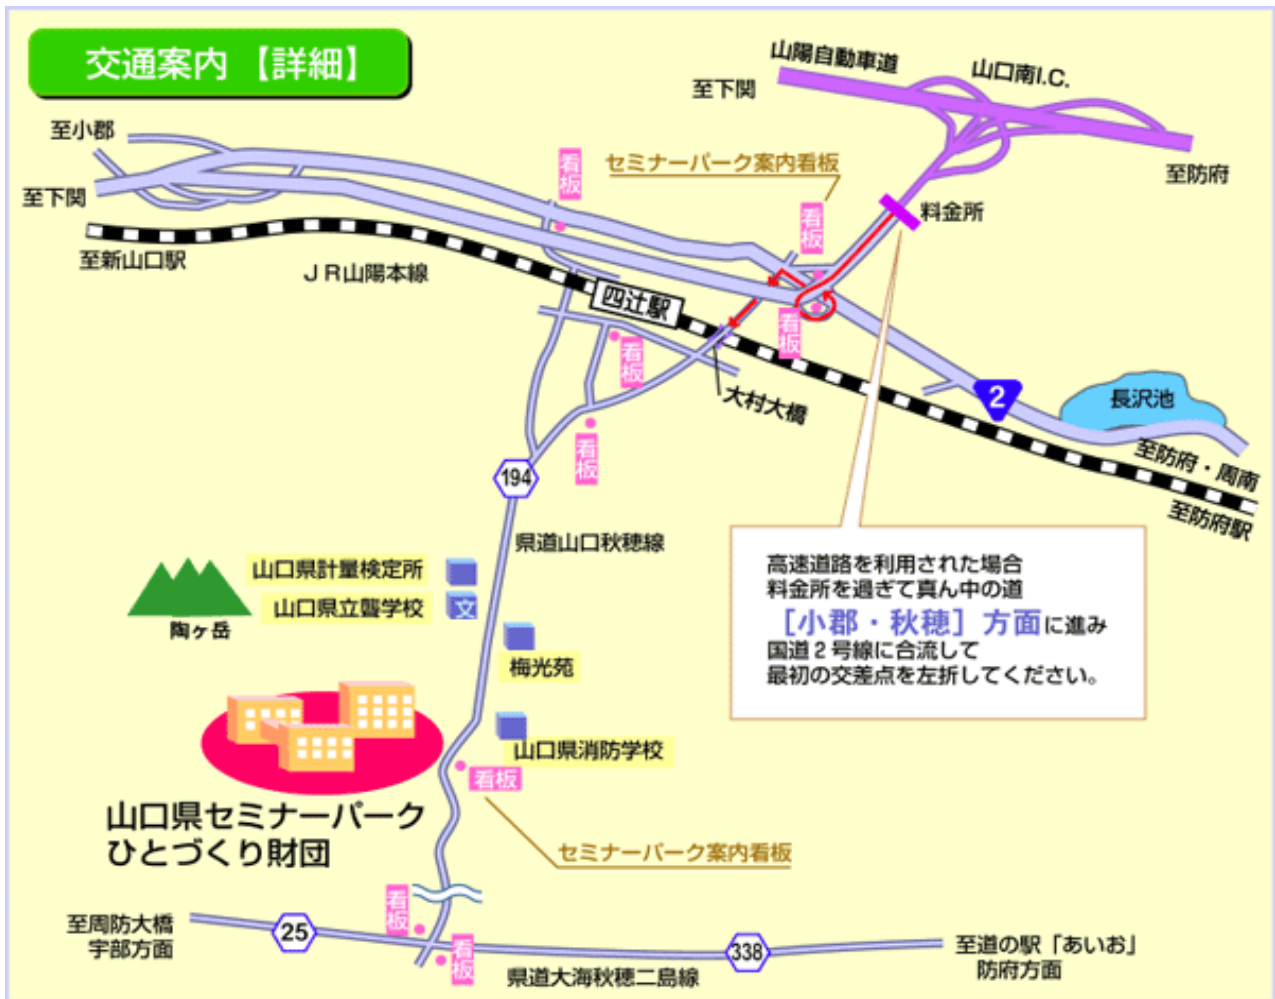 交通案内【詳細】
山陽自動車道
山口南I.C.
至下関
至小郡
至防府
セミナーパーク案内看板
看板
至下関
看板
料金所
至新山口駅
JR山陽本線
四辻駅
看板
看板
大村大橋
2
長沢池
看板
至防府・周南
194
至防府駅
県道山口秋穂線
高速道路を利用された場合
料金所を過ぎて真ん中の道
［小郡・秋穂］方面に進み
国道2号線に合流して
最初の交差点を左折してください。
山口県計量検定所
山口県立聾学校
文
陶ヶ岳
梅光苑
山口県消防学校
看板
山口県セミナーパーク
ひとづくり財団
セミナーパーク案内看板
看板
至周防大橋
宇部方面
25
看板
338
至道の駅「あいお」
防府方面
県道大海秋穂二島線